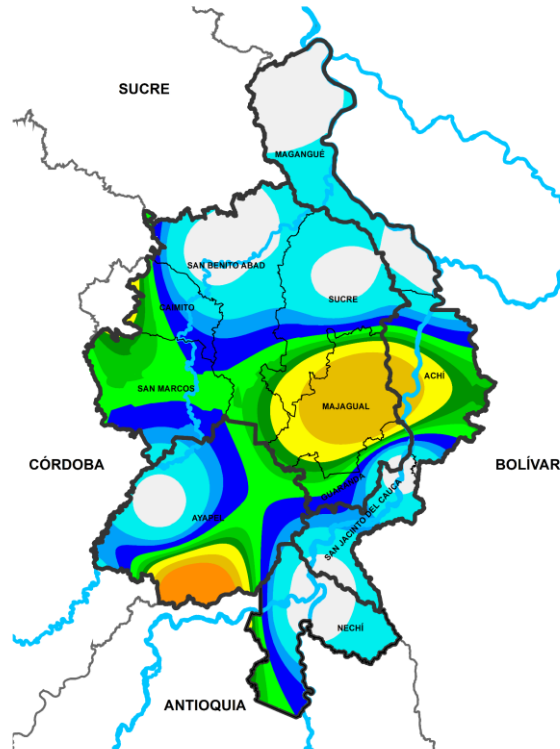 SUCRE
MAGANGUÉ
SAN BENITO ABAD
SUCRE
CAIMITO
ACHÍ
SAN MARCOS
MAJAGUAL
CÓRDOBA
BOLÍVAR
GUARANDA
AYAPEL
SAN JACINTO DEL CAUCA
NECHÍ
ANTIOQUIA